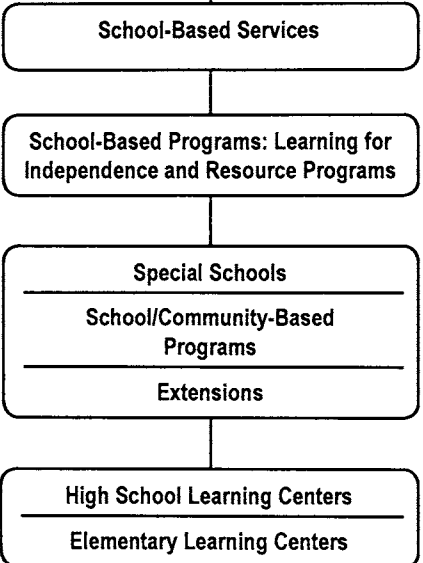 School-Based Services
School-Based Programs: Learning for
Independence and Resource Programs
Special Schools
School/Community-Based
Programs
Extensions
High School Learning Centers
Elementary Learning Centers